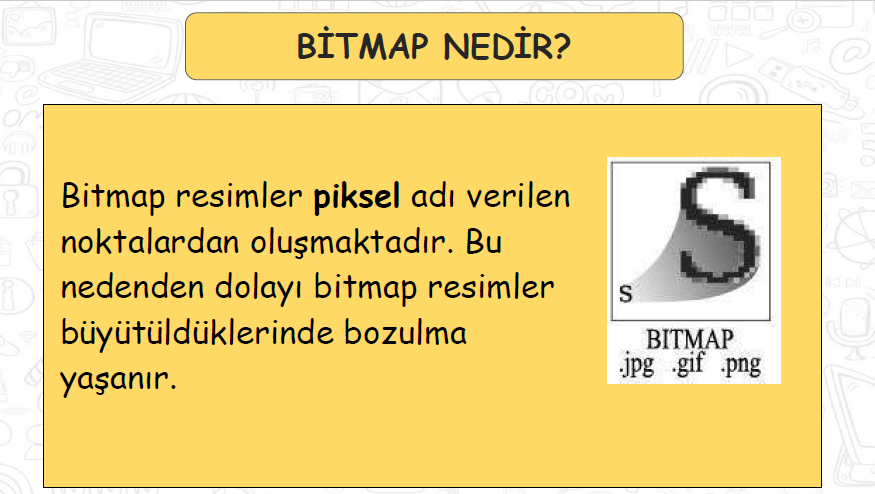 BİTMAP NEDİR?
Bitmap resimler piksel adı verilen
noktalardan oluşmaktadır. Bu
nedenden dolayı bitmap resimler
büyütüldüklerinde bozulma
yaşanır.
S
s
BITMAP
.jpg .gif .png